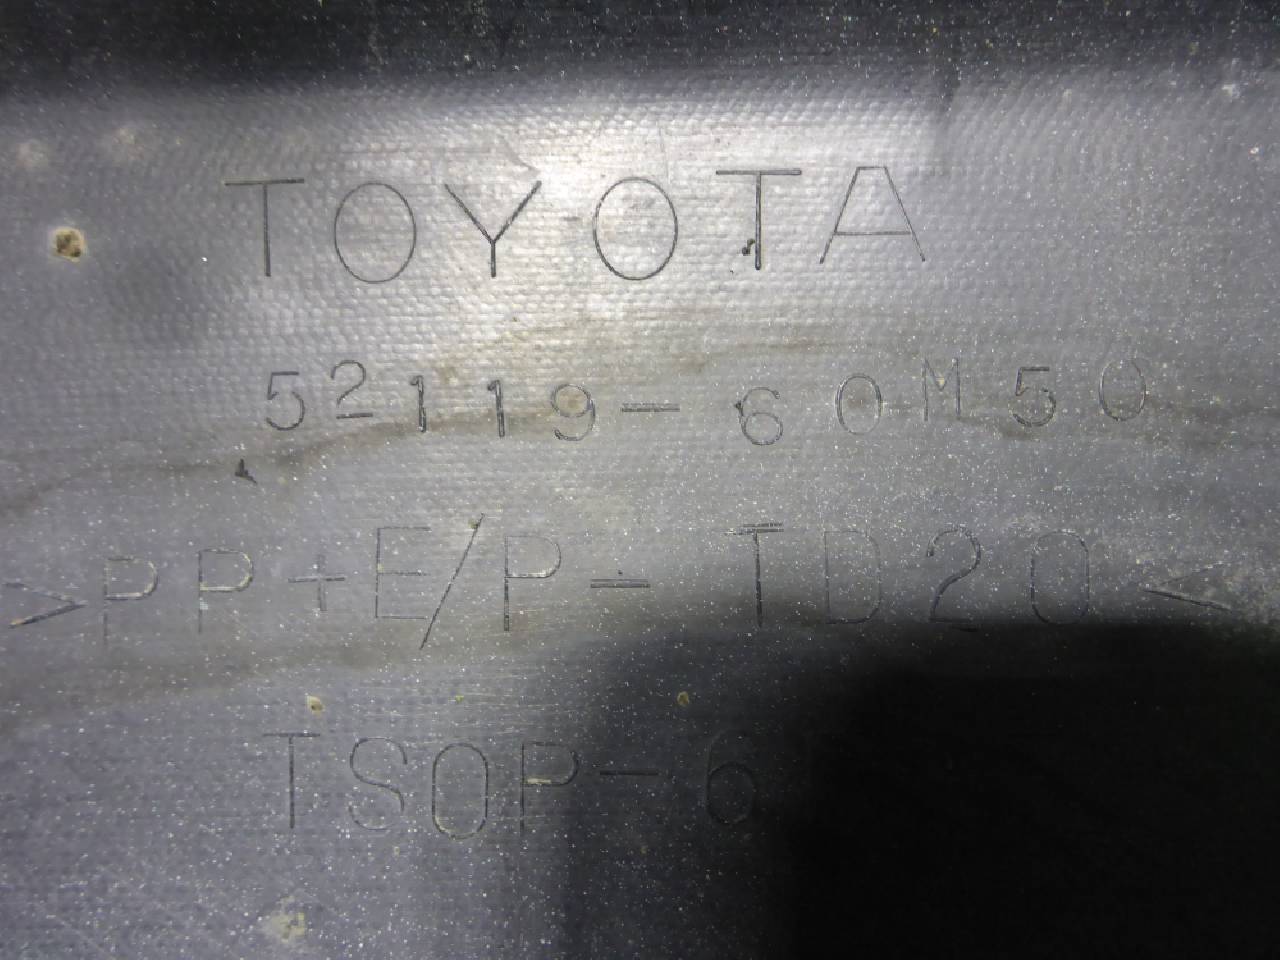 TOYOTA
52119-60M50
>PP+E/P-TD20<
TSOP-6